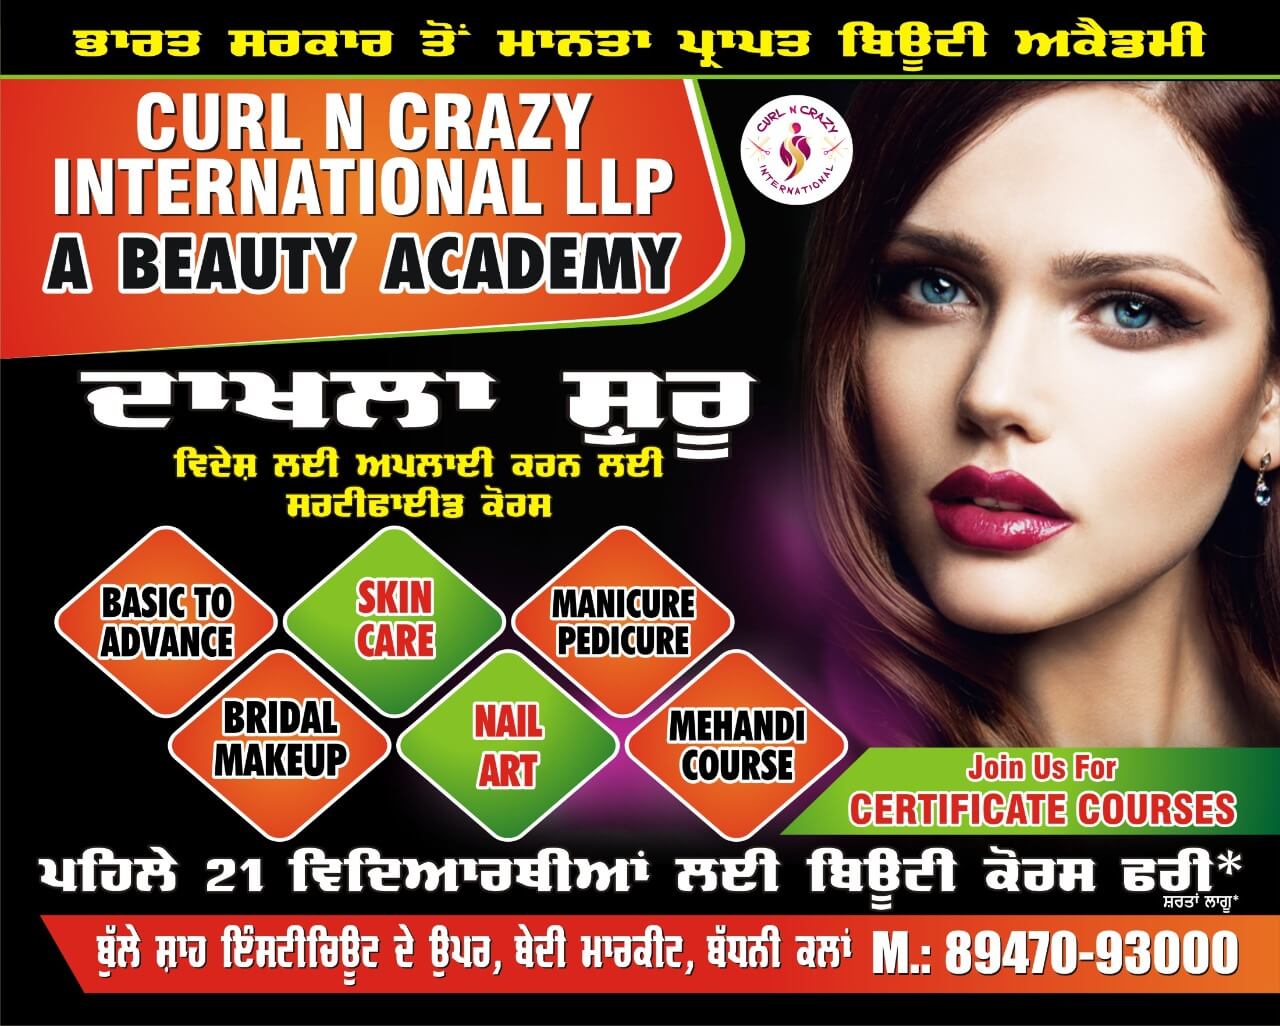 ਭਾਰਤ ਸਰਕਾਰ ਤੋਂ ਮਾਨਤਾ ਪ੍ਰਾਪਤ ਬਿਊਟੀ ਅਕੈਡਮੀ
CURL N CRAZY
INTERNATIONAL LLP
A BEAUTY ACADEMY
CURL N CRAZY
INTERNATIONAL
ਦਾਖਲਾ ਸ਼ੁਰੂ
ਵਿਦੇਸ਼ ਲਈ ਅਪਲਾਈ ਕਰਨ ਲਈ
ਸਰਟੀਫਾਈਡ ਕੋਰਸ
BASIC TO
ADVANCE
SKIN
CARE
MANICURE
PEDICURE
BRIDAL
MAKEUP
NAIL
ART
MEHANDI
COURSE
Join Us For
CERTIFICATE COURSES
ਪਹਿਲੇ 21 ਵਿਦਿਆਰਥੀਆਂ ਲਈ ਬਿਊਟੀ ਕੋਰਸ ਫਰੀ*
ਸ਼ਰਤਾਂ ਲਾਗੂ*
ਬੁੱਲੇ ਸ਼ਾਹ ਇੰਸਟੀਚਿਊਟ ਦੇ ਉਪਰ, ਬੇਦੀ ਮਾਰਕੀਟ, ਬੱਧਨੀ ਕਲਾਂ M.: 89470-93000